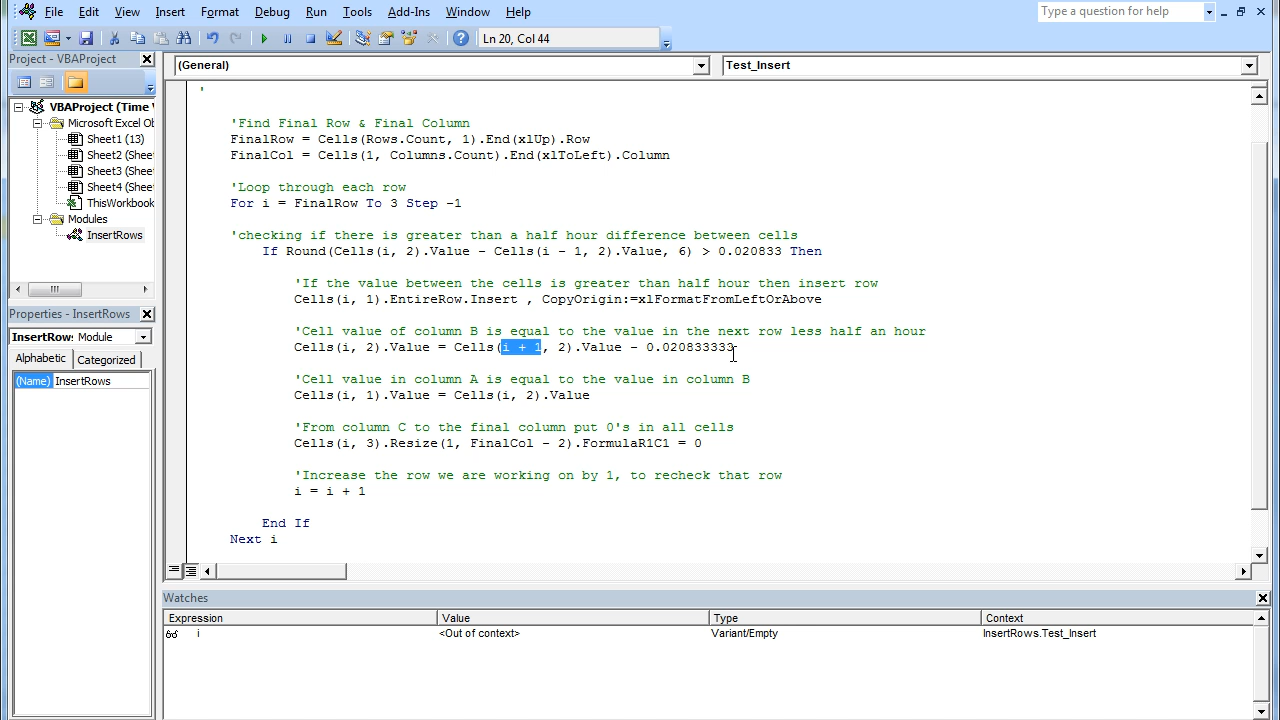 File Edit View Insert Format Debug Run Tools Add-Ins Window Help
Type a question for help
Ln 20, Col 44
Project - VBAProject
(General)
Test_Insert
VBAProject (Time V
Microsoft Excel Ob
Sheet1 (13)
Sheet2 (Shee
Sheet3 (Shee
Sheet4 (Shee
ThisWorkbook
Modules
InsertRows
Properties - InsertRows
InsertRow: Module
Alphabetic Categorized
(Name) InsertRows
'
'Find Final Row & Final Column
FinalRow = Cells(Rows.Count, 1).End(xlUp).Row
FinalCol = Cells(1, Columns.Count).End(xlToLeft).Column
'Loop through each row
For i = FinalRow To 3 Step -1
'checking if there is greater than a half hour difference between cells
If Round(Cells(i, 2).Value - Cells(i - 1, 2).Value, 6) > 0.020833 Then
'If the value between the cells is greater than half hour then insert row
Cells(i, 1).EntireRow.Insert , CopyOrigin:=xlFormatFromLeftOrAbove
'Cell value of column B is equal to the value in the next row less half an hour
Cells(i, 2).Value = Cells(i + 1, 2).Value - 0.020833333
'Cell value in column A is equal to the value in column B
Cells(i, 1).Value = Cells(i, 2).Value
'From column C to the final column put 0's in all cells
Cells(i, 3).Resize(1, FinalCol - 2).FormulaR1C1 = 0
'Increase the row we are working on by 1, to recheck that row
i = i + 1
End If
Next i
Watches
Expression Value Type Context
i <Out of context> Variant/Empty InsertRows.Test_Insert